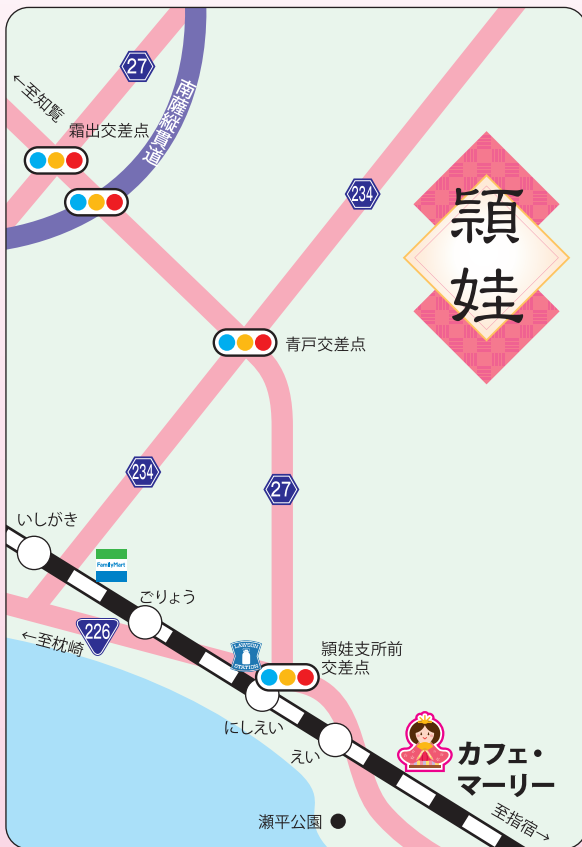 27
←至知覧
南薩縦貫道
霜出交差点
234
頴娃
青戸交差点
234
27
いしがき
FamilyMart
ごりょう
226
←至枕崎
LAWSON
STATION
頴娃支所前
交差点
にしえい
えい
カフェ・
マーリー
至指宿→
瀬平公園